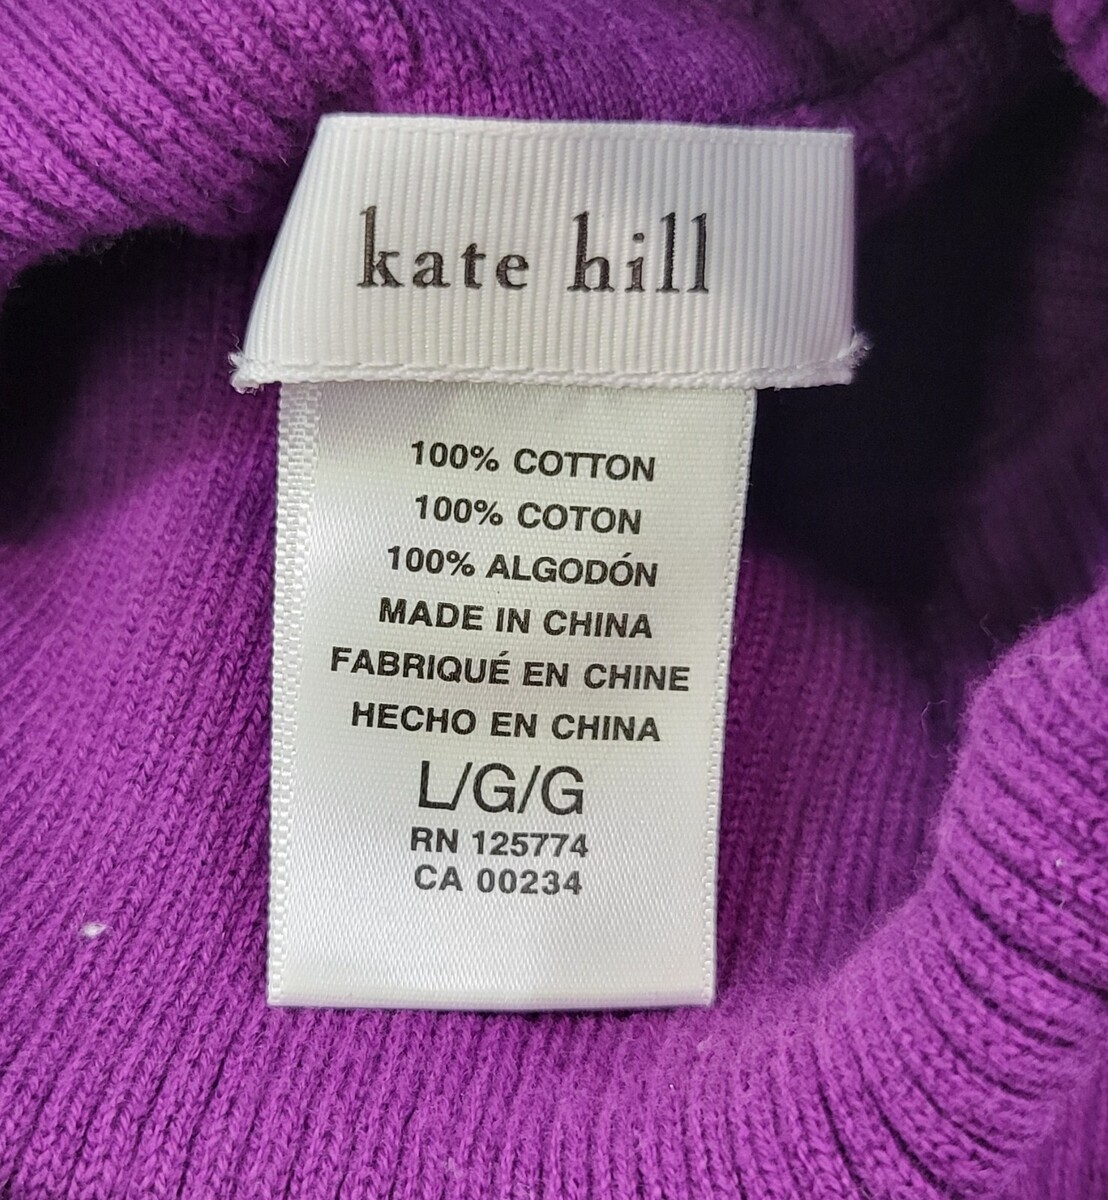 kate hill
100% COTTON
100% COTON
100% ALGODÓN
MADE IN CHINA
FABRIQUÉ EN CHINE
HECHO EN CHINA
L/G/G
RN 125774
CA 00234